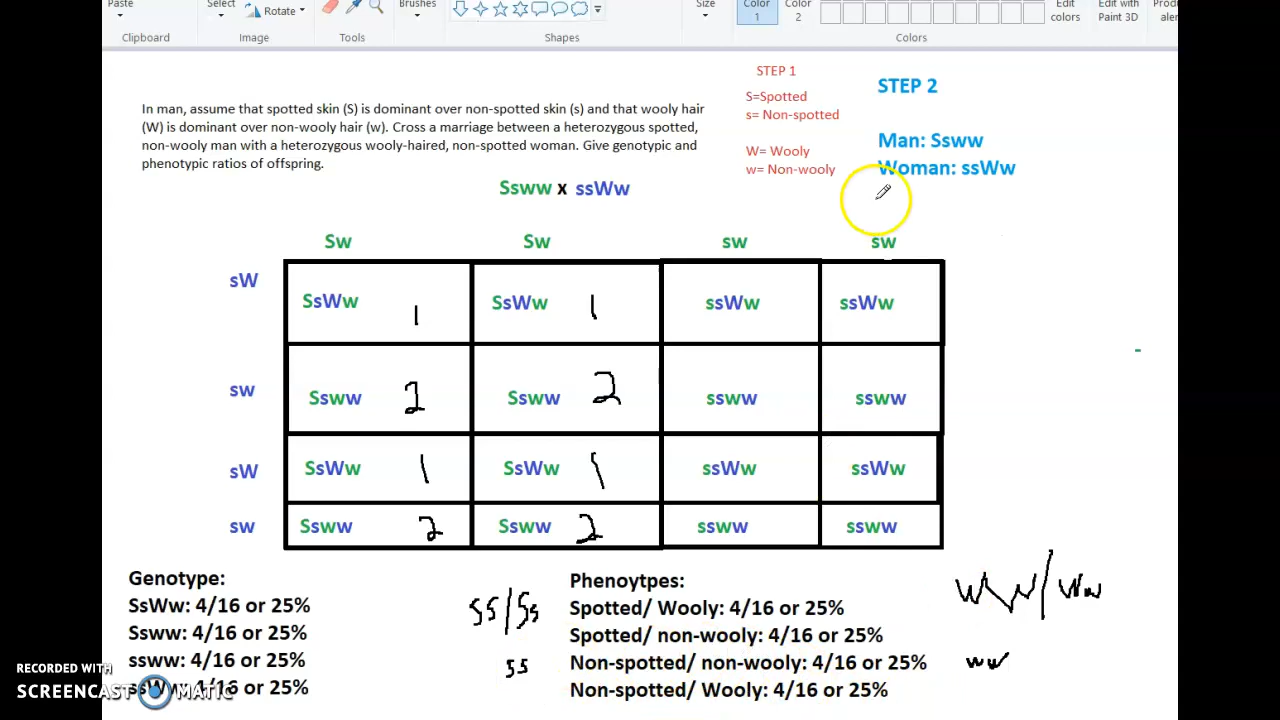 Paste
Select
Rotate
Brushes
Size
Color
1
Color
2
Edit
colors
Edit with
Paint 3D
Clipboard
Image
Tools
Shapes
Colors
In man, assume that spotted skin (S) is dominant over non-spotted skin (s) and that wooly hair
(W) is dominant over non-wooly hair (w). Cross a marriage between a heterozygous spotted,
non-wooly man with a heterozygous wooly-haired, non-spotted woman. Give genotypic and
phenotypic ratios of offspring.
STEP 1
S=Spotted
s= Non-spotted
W= Wooly
w= Non-wooly
STEP 2
Man: Ssww
Woman: ssWw
Ssww x ssWw
Sw Sw sw sw
sW SsWw 1 SsWw 1 ssWw ssWw
sw Ssww 2 Ssww 2 ssww ssww
sW SsWw 1 SsWw 1 ssWw ssWw
sw Ssww 2 Ssww 2 ssww ssww
Genotype:
SsWw: 4/16 or 25%
Ssww: 4/16 or 25%
ssww: 4/16 or 25%
ssWw: 4/16 or 25%
SS/Ss
ss
Phenoytpes:
Spotted/ Wooly: 4/16 or 25%
Spotted/ non-wooly: 4/16 or 25%
Non-spotted/ non-wooly: 4/16 or 25%
Non-spotted/ Wooly: 4/16 or 25%
WW/Ww
ww
RECORDED WITH
SCREENCAST MATIC